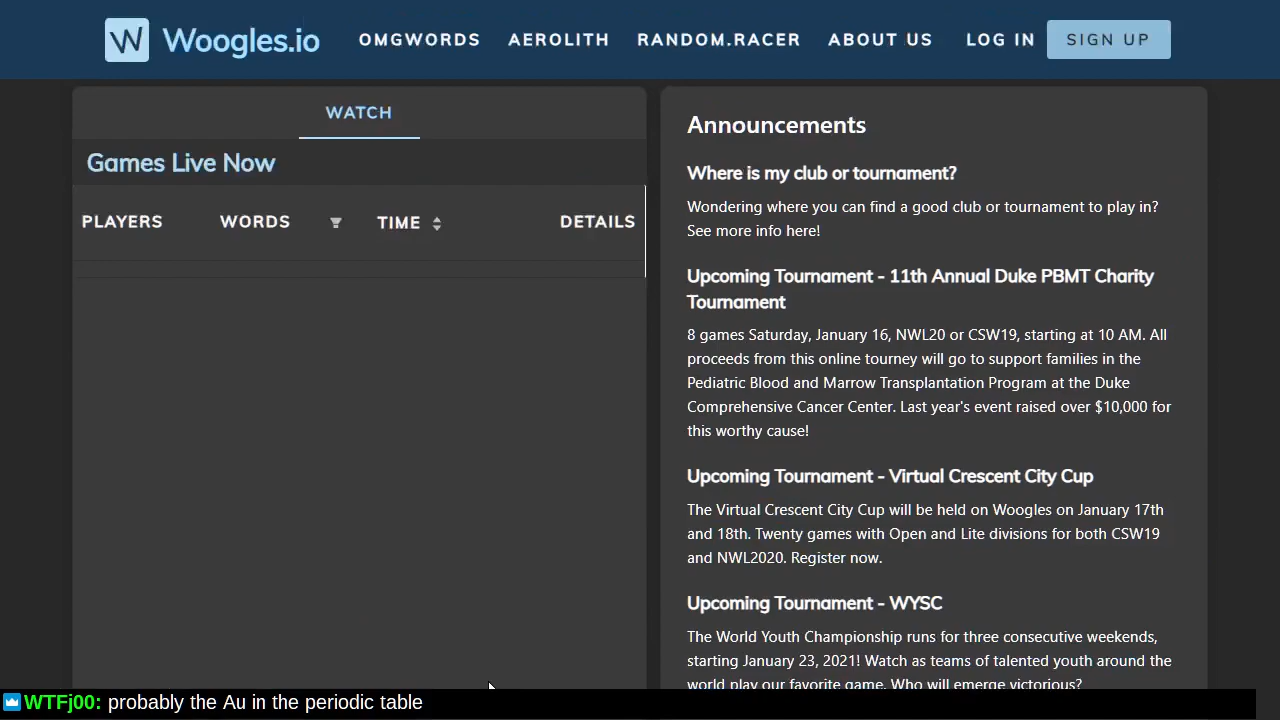 W Woogles.io OMGWORDS AEROLITH RANDOM.RACER ABOUT US LOG IN SIGN UP
WATCH
Games Live Now
PLAYERS WORDS TIME DETAILS
Announcements
Where is my club or tournament?
Wondering where you can find a good club or tournament to play in?
See more info here!
Upcoming Tournament - 11th Annual Duke PBMT Charity
Tournament
8 games Saturday, January 16, NWL20 or CSW19, starting at 10 AM. All
proceeds from this online tourney will go to support families in the
Pediatric Blood and Marrow Transplantation Program at the Duke
Comprehensive Cancer Center. Last year's event raised over $10,000 for
this worthy cause!
Upcoming Tournament - Virtual Crescent City Cup
The Virtual Crescent City Cup will be held on Woogles on January 17th
and 18th. Twenty games with Open and Lite divisions for both CSW19
and NWL2020. Register now.
Upcoming Tournament - WYSC
The World Youth Championship runs for three consecutive weekends,
starting January 23, 2021! Watch as teams of talented youth around the
world play our favorite game. Who will emerge victorious?
WTFj00: probably the Au in the periodic table